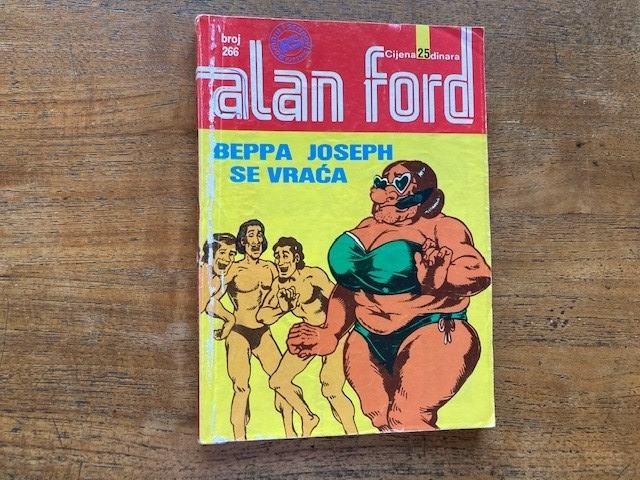 broj
266
Cijena 25 dinara
alan ford
BEPPA JOSEPH
SE VRAĆA